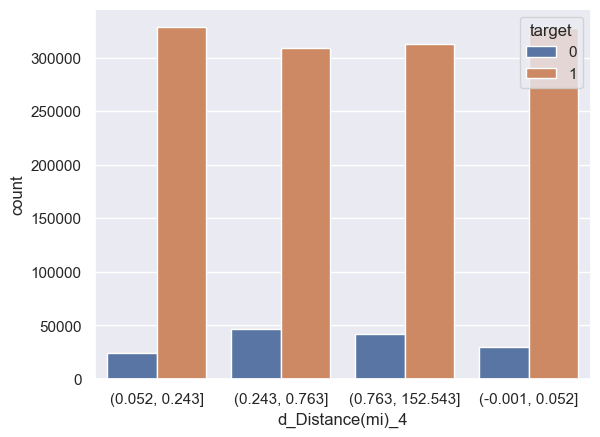 target
0
1
300000
250000
200000
150000
100000
50000
0
count
(0.052, 0.243] (0.243, 0.763] (0.763, 152.543] (-0.001, 0.052]
d_Distance(mi)_4